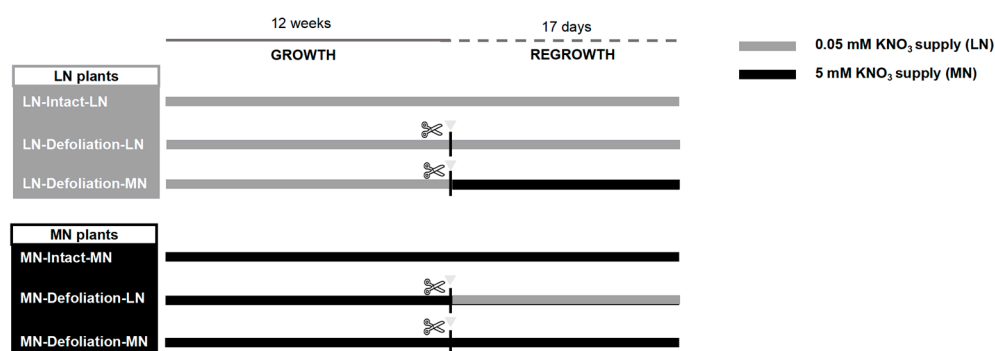 12 weeks 17 days
GROWTH REGROWTH
0.05 mM KNO₃ supply (LN)
5 mM KNO₃ supply (MN)
LN plants
LN-Intact-LN
LN-Defoliation-LN
LN-Defoliation-MN
MN plants
MN-Intact-MN
MN-Defoliation-LN
MN-Defoliation-MN